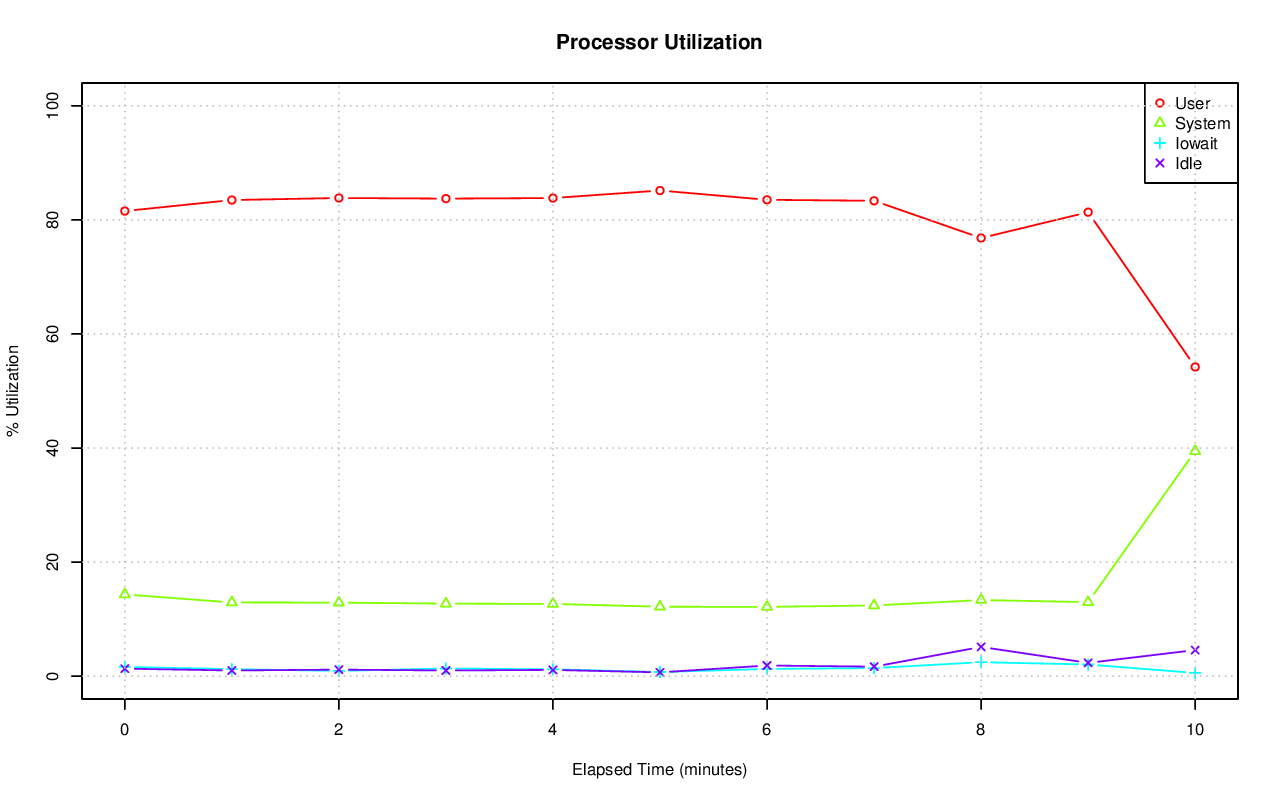 Processor Utilization
User
System
Iowait
Idle
% Utilization
100
80
60
40
20
0
0 2 4 6 8 10
Elapsed Time (minutes)